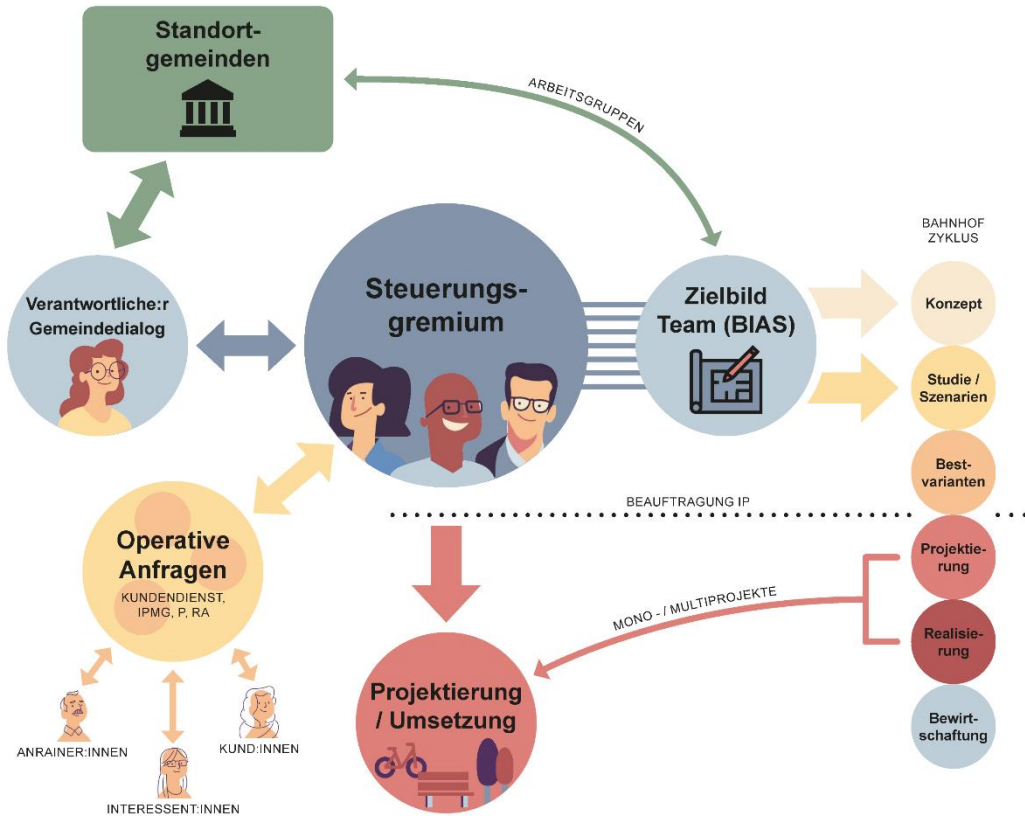 Standort-
gemeinden
ARBEITSGRUPPEN
BAHNHOF
ZYKLUS
Verantwortliche:r
Gemeindedialog
Steuerungs-
gremium
Zielbild
Team (BIAS)
Konzept
Studie /
Szenarien
Best-
varianten
BEAUFTRAGUNG IP
Operative
Anfragen
KUNDENDIENST,
IPMG, P, RA
Projektie-
rung
MONO - / MULTIPROJEKTE
Realisie-
rung
Projektierung
/ Umsetzung
Bewirt-
schaftung
ANRAINER:INNEN
KUND:INNEN
INTERESSENT:INNEN